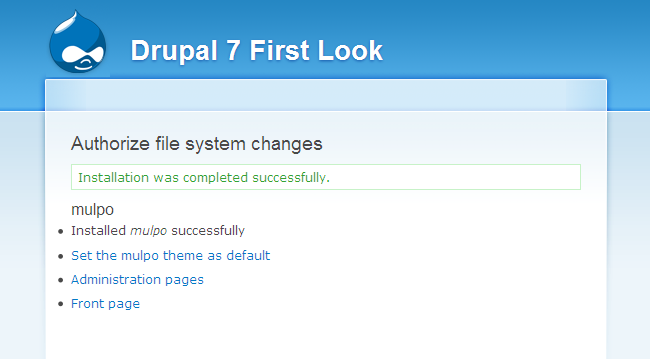 Drupal 7 First Look
Authorize file system changes
Installation was completed successfully.
mulpo
Installed mulpo successfully
Set the mulpo theme as default
Administration pages
Front page